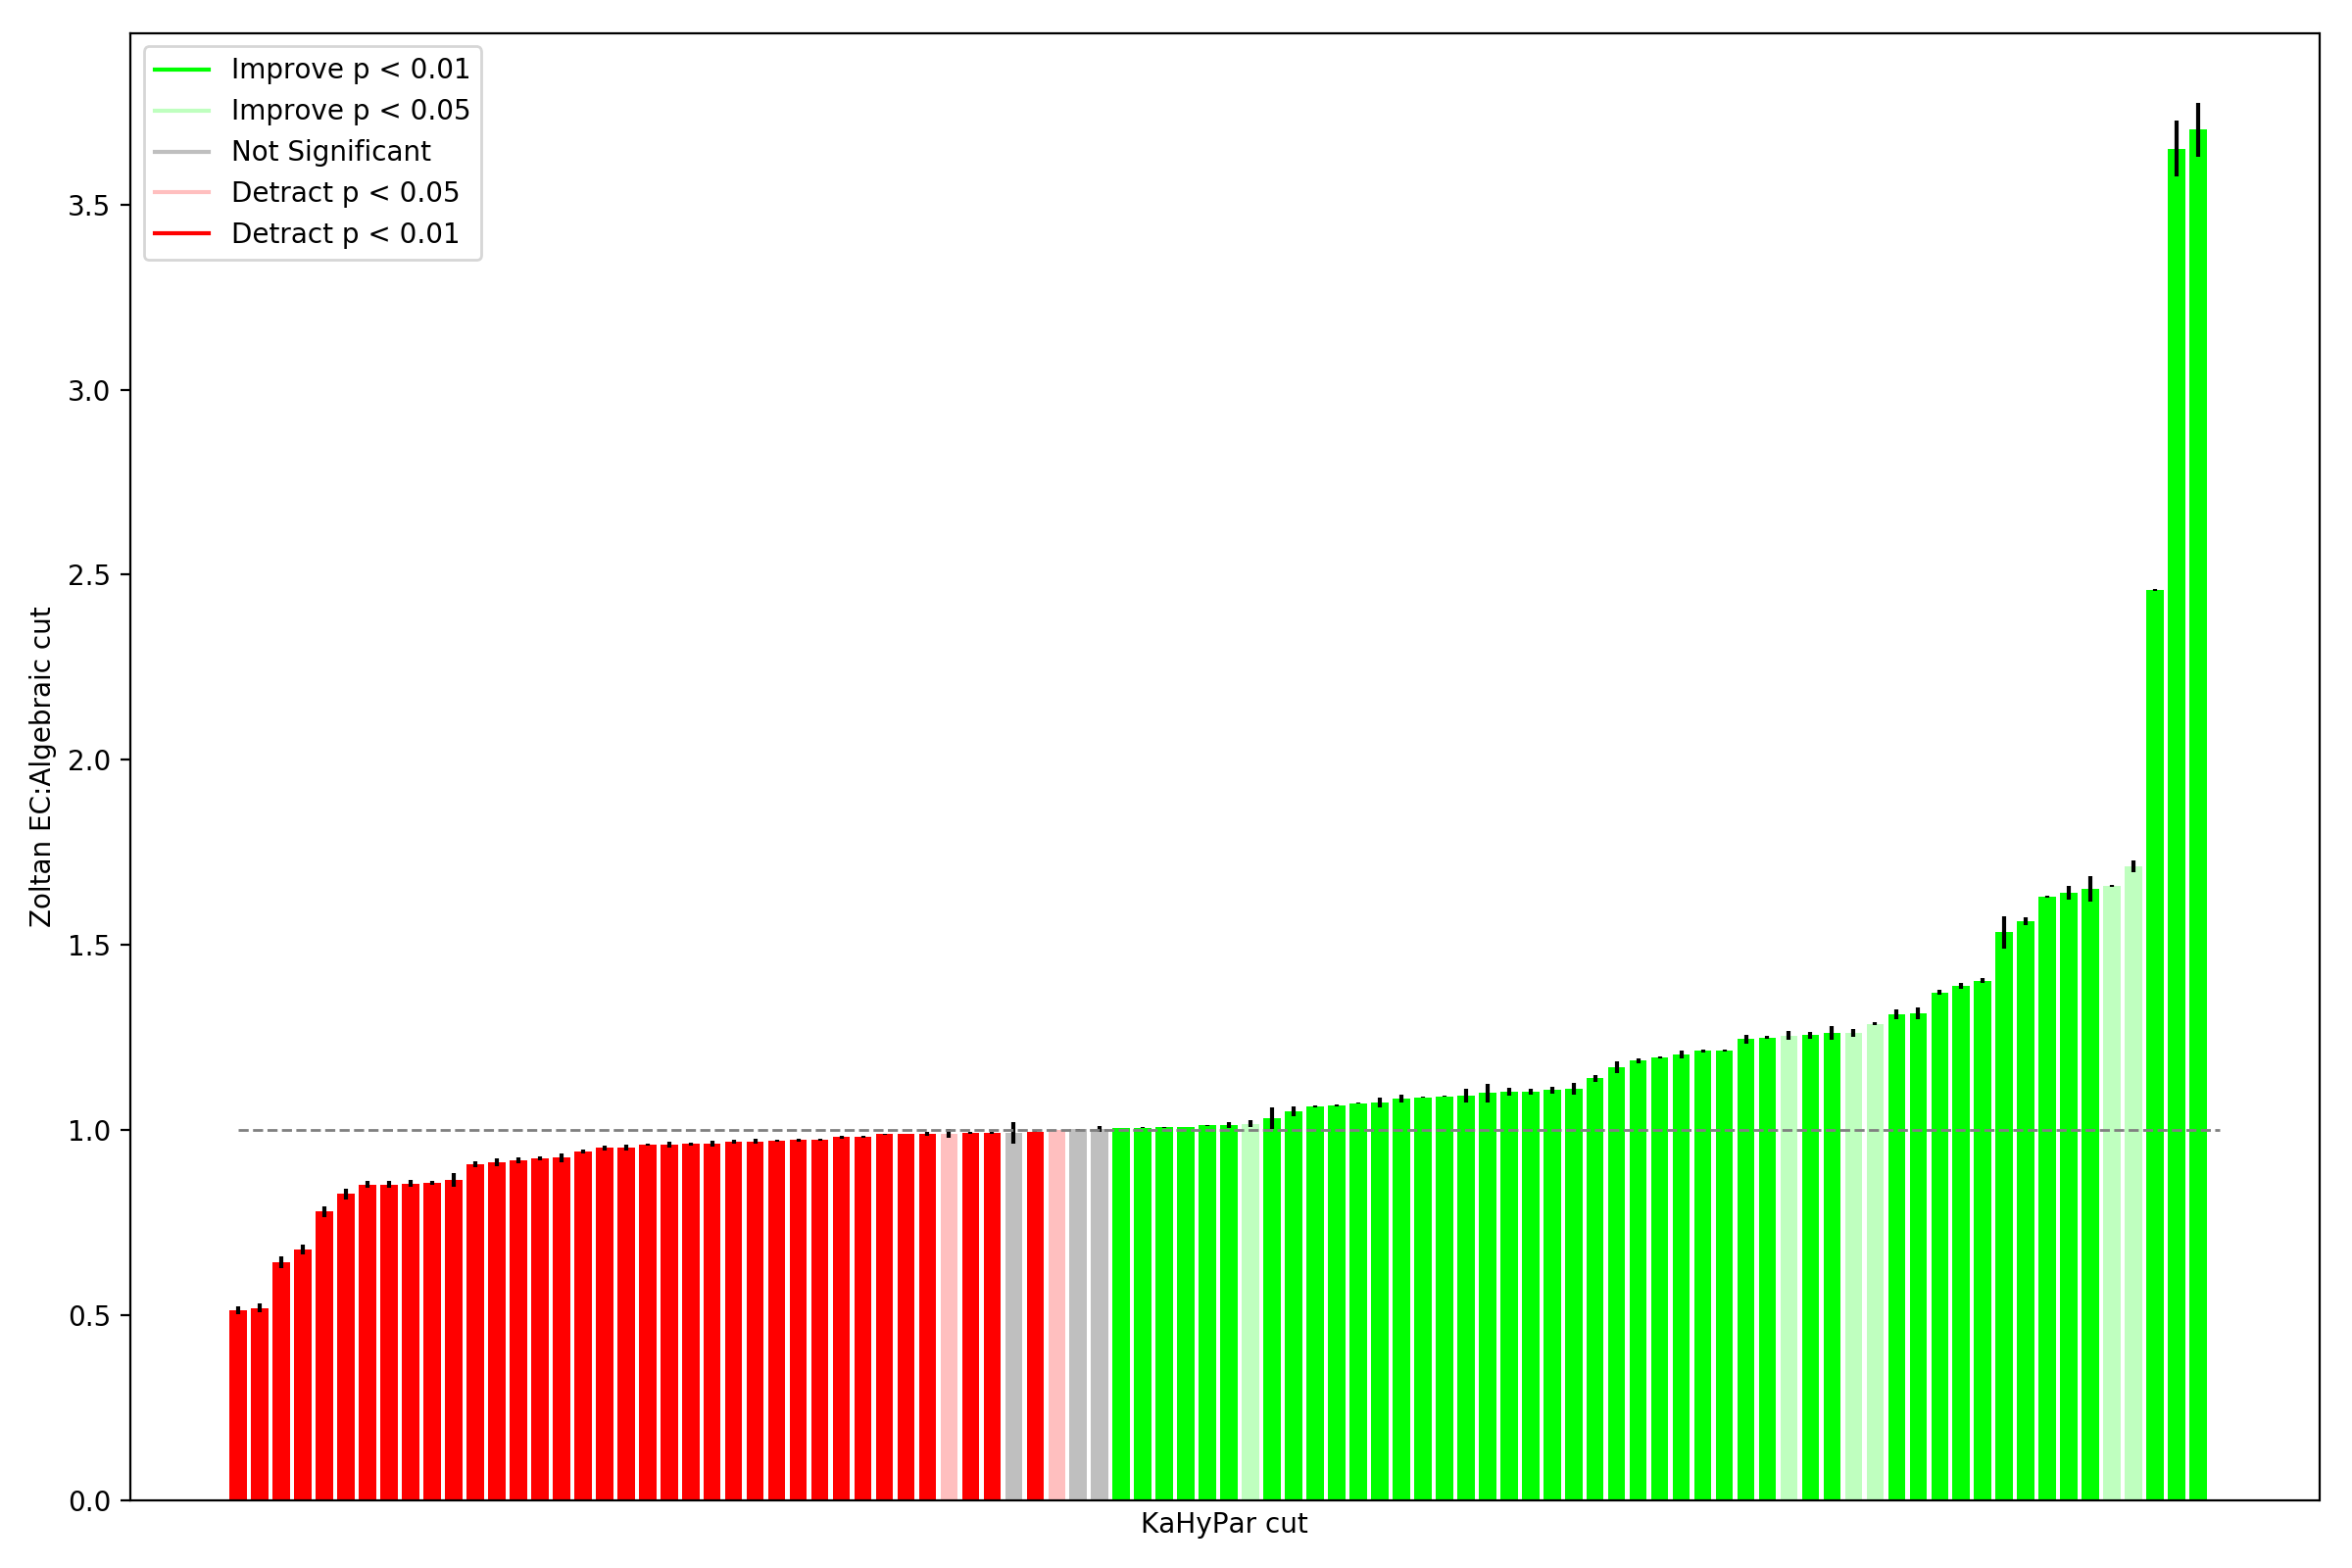 Improve p < 0.01
Improve p < 0.05
Not Significant
Detract p < 0.05
Detract p < 0.01
3.5
3.0
2.5
2.0
1.5
1.0
0.5
0.0
Zoltan EC:Algebraic cut
KaHyPar cut